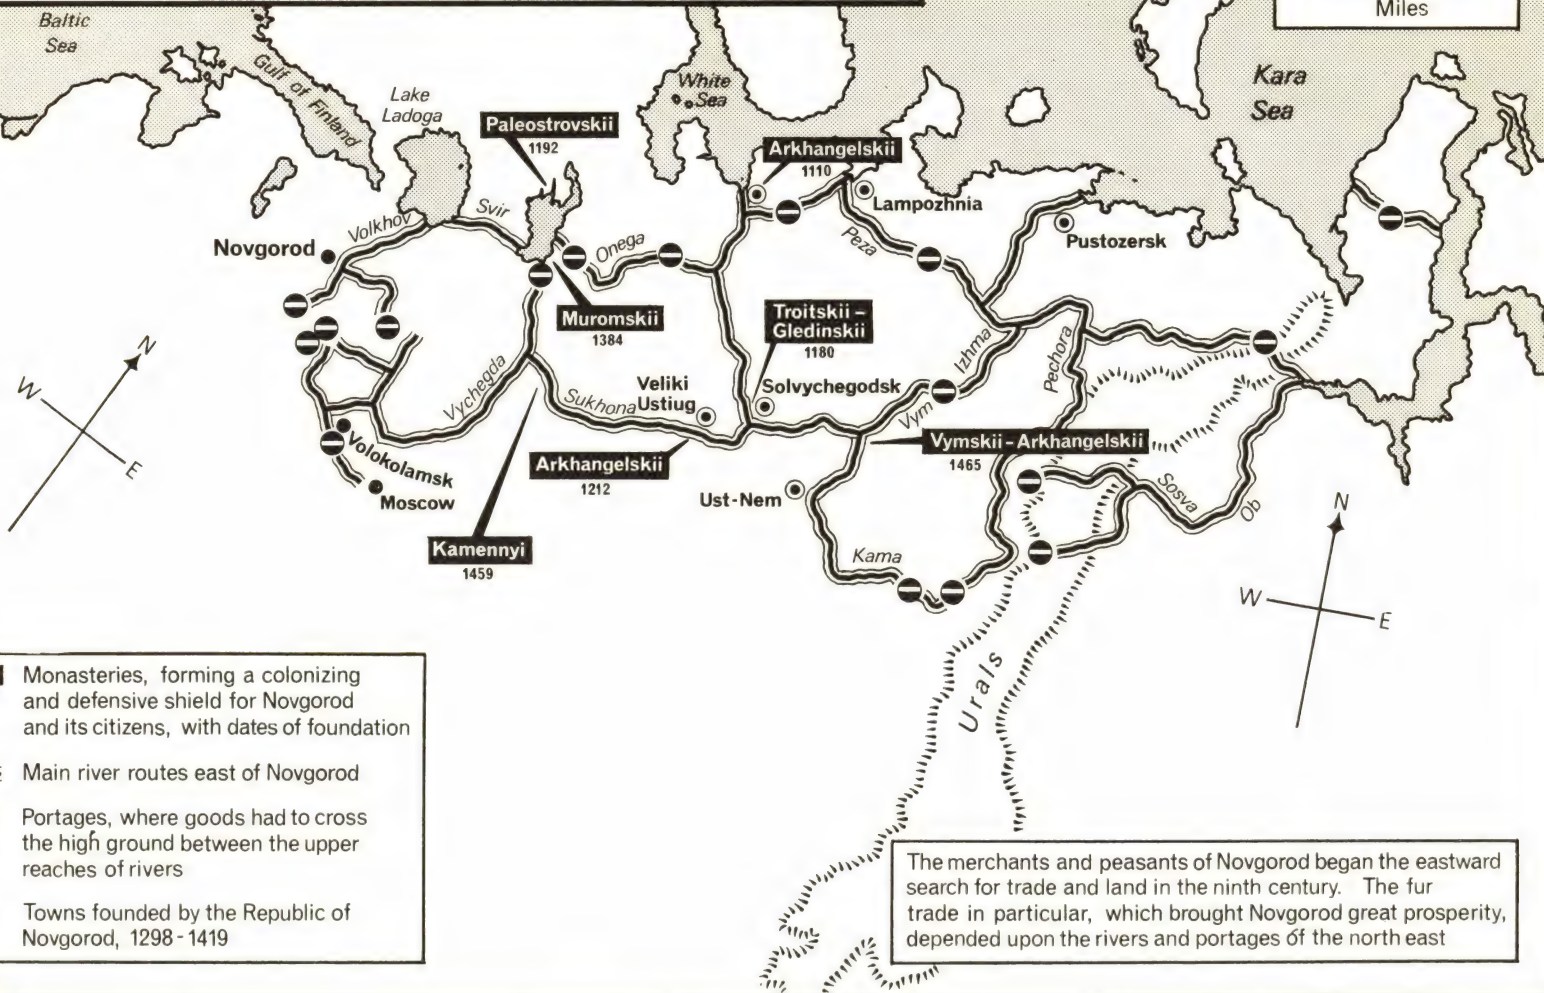 Miles
Baltic
Sea
Gulf of Finland
Lake
Ladoga
White
Sea
Kara
Sea
Paleostrovskii
1192
Arkhangelskii
1110
Lampozhnia
Pustozersk
Novgorod
Volkhov
Svir
Onega
Peza
Muromskii
1384
Troitskii –
Gledinskii
1180
Izhma
Pechora
Vychegda
Sukhona
Veliki
Ustiug
Solvychegodsk
Vym
Vymskii - Arkhangelskii
1465
Arkhangelskii
1212
Volokolamsk
Moscow
Ust - Nem
Sosva
Ob
Kamennyi
1459
Kama
Urals
N
W
E
N
W
E
Monasteries, forming a colonizing
and defensive shield for Novgorod
and its citizens, with dates of foundation
Main river routes east of Novgorod
Portages, where goods had to cross
the high ground between the upper
reaches of rivers
Towns founded by the Republic of
Novgorod, 1298 - 1419
The merchants and peasants of Novgorod began the eastward
search for trade and land in the ninth century. The fur
trade in particular, which brought Novgorod great prosperity,
depended upon the rivers and portages of the north east